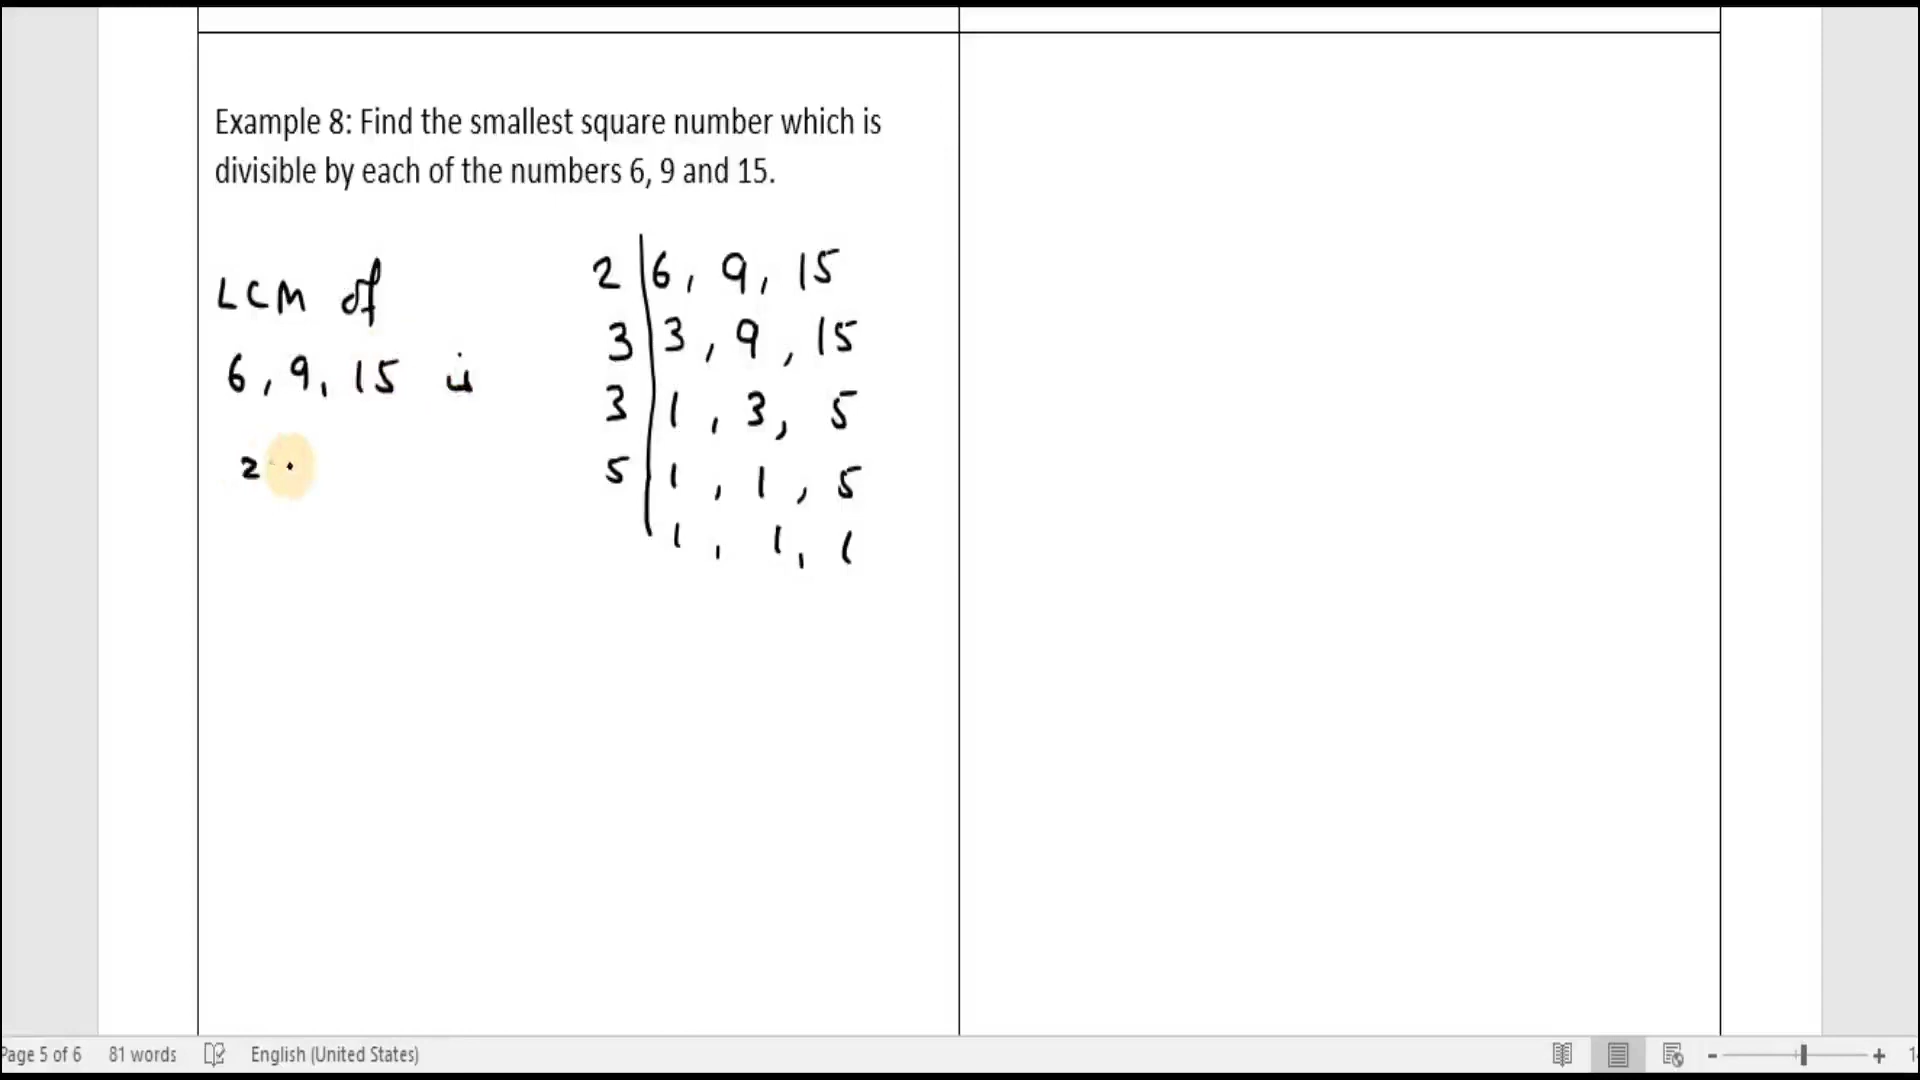 Example 8: Find the smallest square number which is
divisible by each of the numbers 6, 9 and 15.
LCM of
6, 9, 15 is
2
2 | 6, 9, 15
3 | 3, 9, 15
3 | 1, 3, 5
5 | 1, 1, 5
1, 1, 1
Page 5 of 6 81 words English (United States)